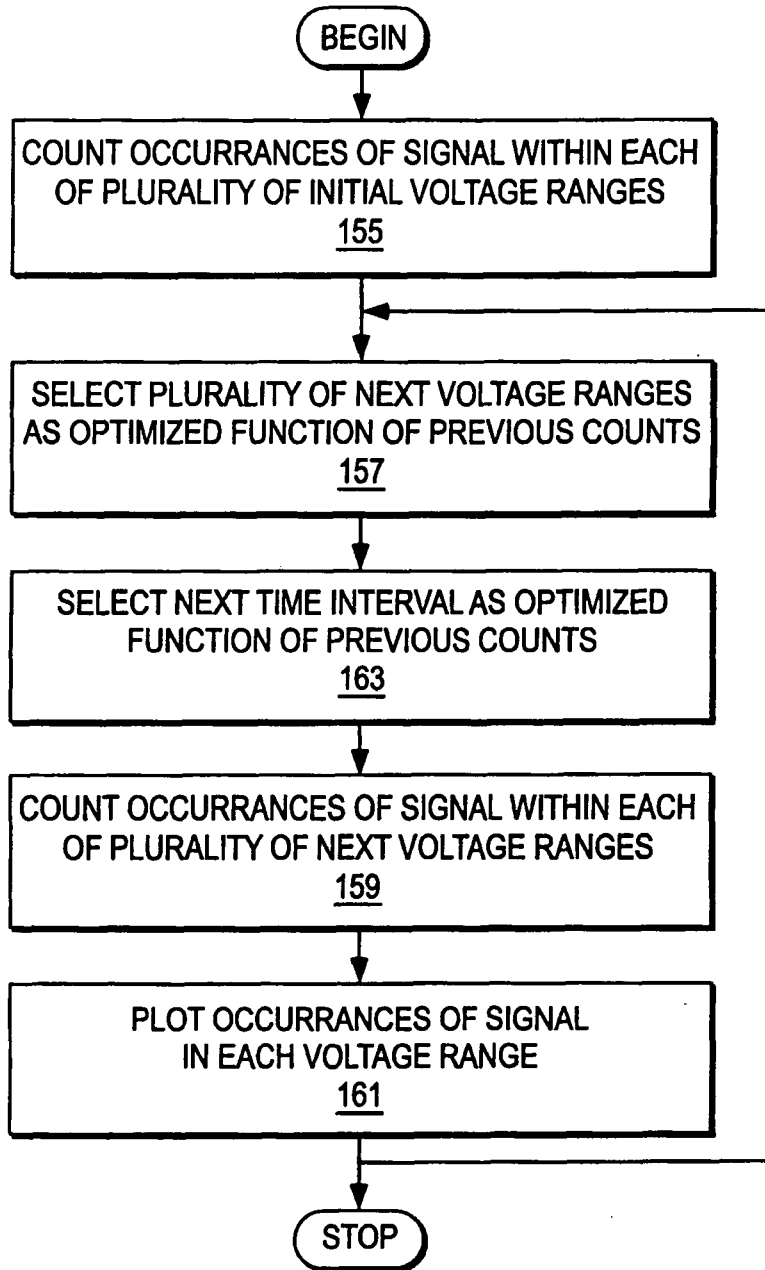 BEGIN
COUNT OCCURRANCES OF SIGNAL WITHIN EACH
OF PLURALITY OF INITIAL VOLTAGE RANGES
155
SELECT PLURALITY OF NEXT VOLTAGE RANGES
AS OPTIMIZED FUNCTION OF PREVIOUS COUNTS
157
SELECT NEXT TIME INTERVAL AS OPTIMIZED
FUNCTION OF PREVIOUS COUNTS
163
COUNT OCCURRANCES OF SIGNAL WITHIN EACH
OF PLURALITY OF NEXT VOLTAGE RANGES
159
PLOT OCCURRANCES OF SIGNAL
IN EACH VOLTAGE RANGE
161
STOP